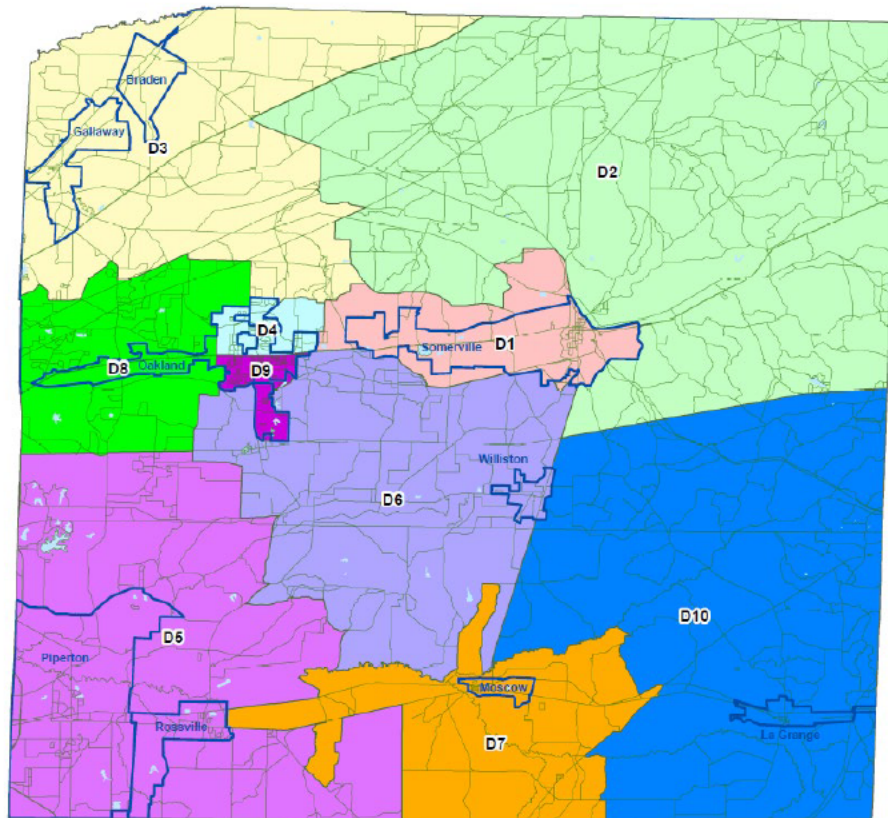 Braden
Gallaway
D3
D2
D4
D1
Somerville
D8
Oakland
D9
Williston
D6
D10
D5
Piperton
Moscow
Rossville
D7
La Grange